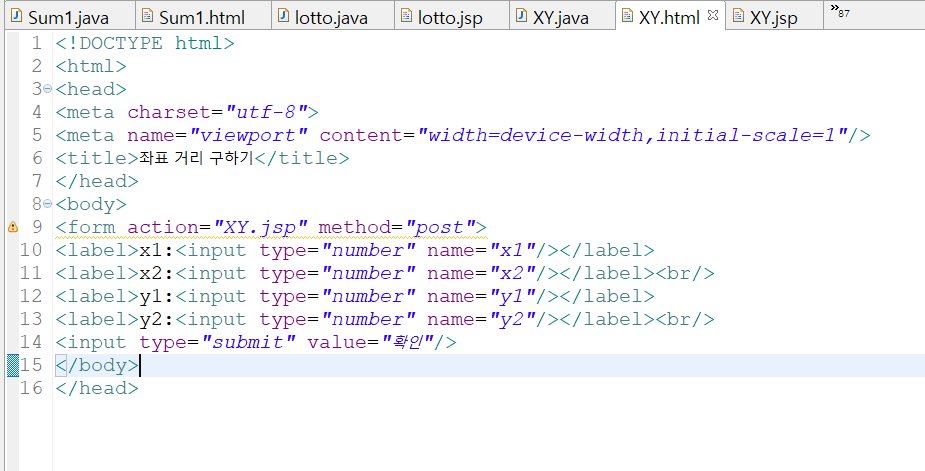 Sum1.java Sum1.html lotto.java lotto.jsp XY.java XY.html XY.jsp »87
1 <!DOCTYPE html>
2 <html>
3 <head>
4 <meta charset="utf-8">
5 <meta name="viewport" content="width=device-width,initial-scale=1"/>
6 <title>좌표 거리 구하기</title>
7 </head>
8 <body>
9 <form action="XY.jsp" method="post">
10 <label>x1:<input type="number" name="x1"/></label>
11 <label>x2:<input type="number" name="x2"/></label><br/>
12 <label>y1:<input type="number" name="y1"/></label>
13 <label>y2:<input type="number" name="y2"/></label><br/>
14 <input type="submit" value="확인"/>
15 </body>
16 </head>